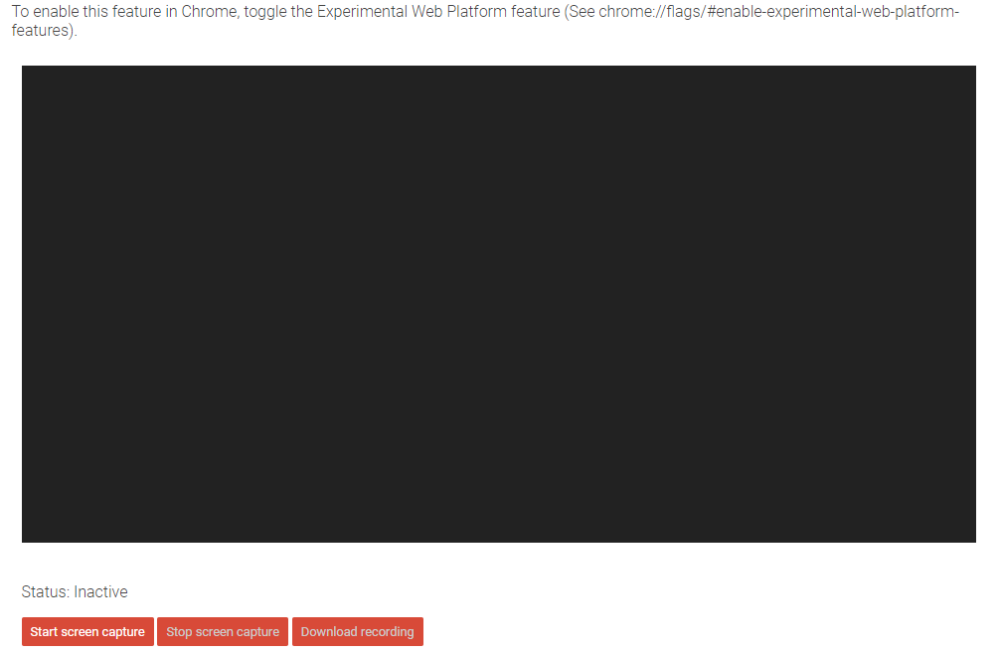 To enable this feature in Chrome, toggle the Experimental Web Platform feature (See chrome://flags/#enable-experimental-web-platform-
features).
Status: Inactive
Start screen capture Stop screen capture Download recording